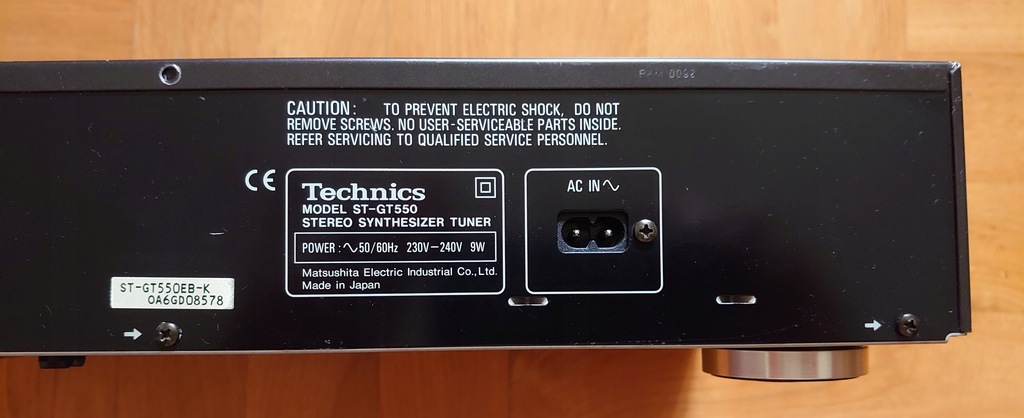 CAUTION: TO PREVENT ELECTRIC SHOCK, DO NOT
REMOVE SCREWS. NO USER-SERVICEABLE PARTS INSIDE.
REFER SERVICING TO QUALIFIED SERVICE PERSONNEL.
CE
Technics
MODEL ST-GT550
STEREO SYNTHESIZER TUNER
POWER: ∿50/60Hz 230V-240V 9W
Matsushita Electric Industrial Co., Ltd.
Made in Japan
AC IN∿
ST-GT550EB-K
0A6GD08578